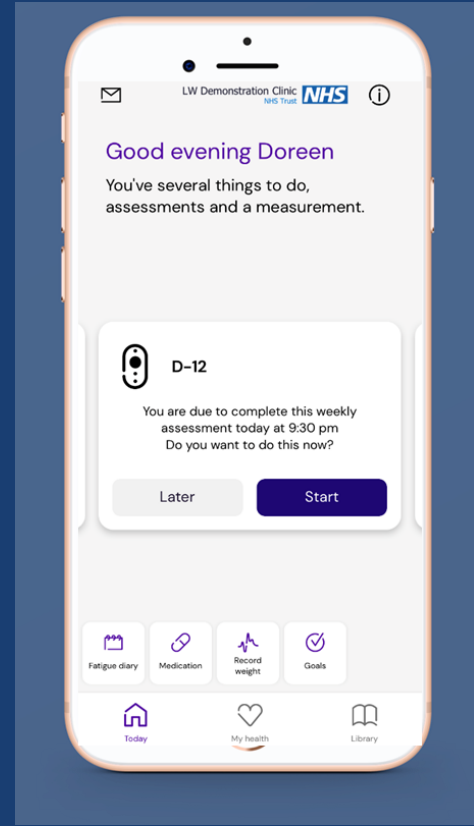 LW Demonstration Clinic NHS
NHS Trust
Good evening Doreen
You've several things to do,
assessments and a measurement.
D-12
You are due to complete this weekly
assessment today at 9:30 pm
Do you want to do this now?
Later
Start
Fatigue diary
Medication
Record
weight
Goals
Today
My health
Library